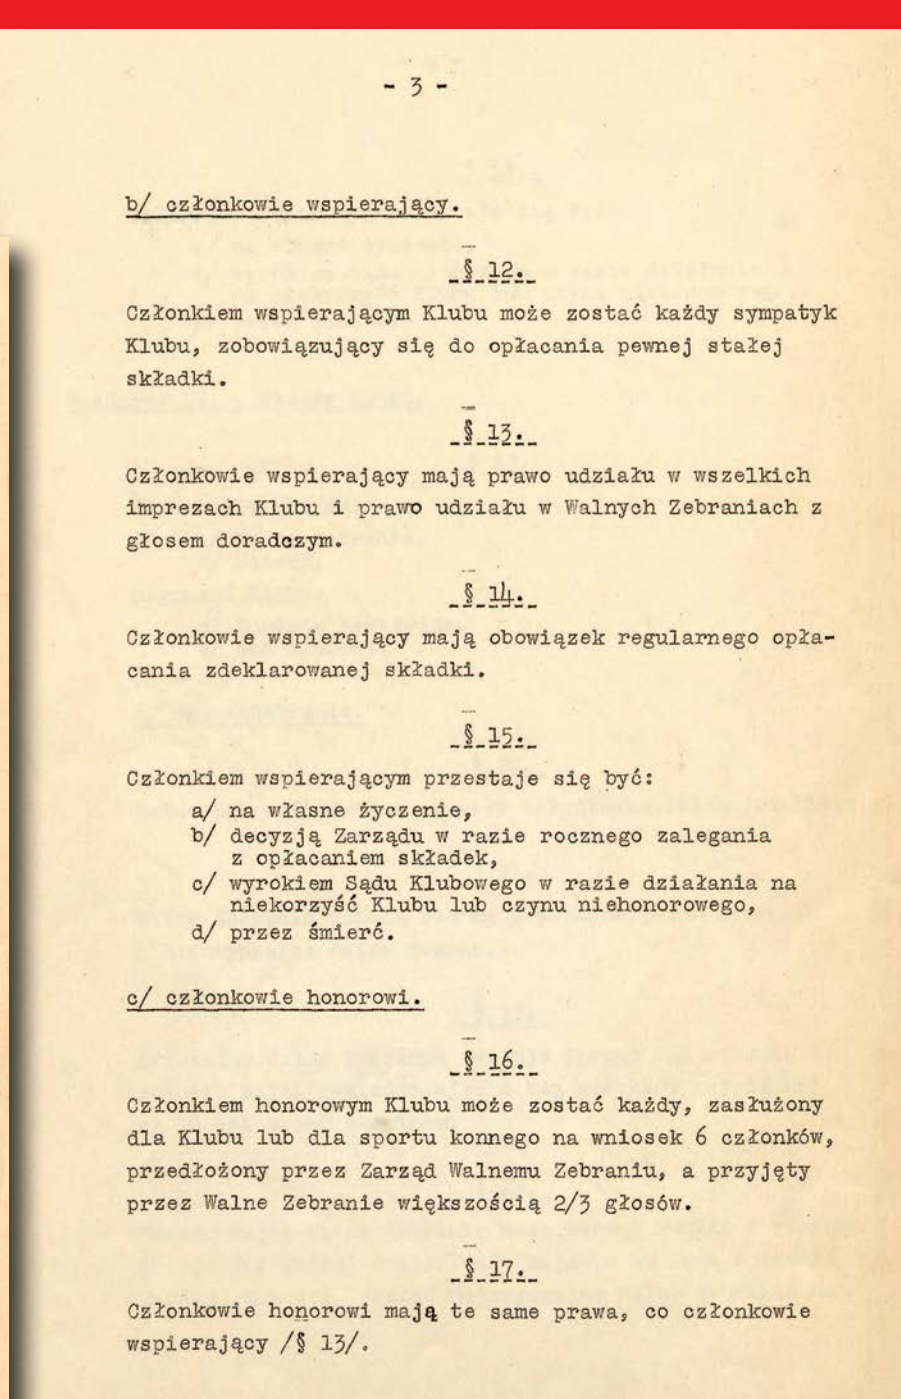 - 3 -
b/ członkowie wspierający.
§ 12.
Członkiem wspierającym Klubu może zostać każdy sympatyk
Klubu, zobowiązujący się do opłacania pewnej stałej
składki.
§ 13.
Członkowie wspierający mają prawo udziału w wszelkich
imprezach Klubu i prawo udziału w Walnych Zebraniach z
głosem doradczym.
§ 14.
Członkowie wspierający mają obowiązek regularnego opła-
cania zdeklarowanej składki.
§ 15.
Członkiem wspierającym przestaje się być:
a/ na własne życzenie,
b/ decyzją Zarządu w razie rocznego zalegania
z opłacaniem składek,
c/ wyrokiem Sądu Klubowego w razie działania na
niekorzyść Klubu lub czynu niehonorowego,
d/ przez śmierć.
c/ członkowie honorowi.
§ 16.
Członkiem honorowym Klubu może zostać każdy, zasłużony
dla Klubu lub dla sportu konnego na wniosek 6 członków,
przedłożony przez Zarząd Walnemu Zebraniu, a przyjęty
przez Walne Zebranie większością 2/3 głosów.
§ 17.
Członkowie honorowi mają te same prawa, co członkowie
wspierający /§ 13/.